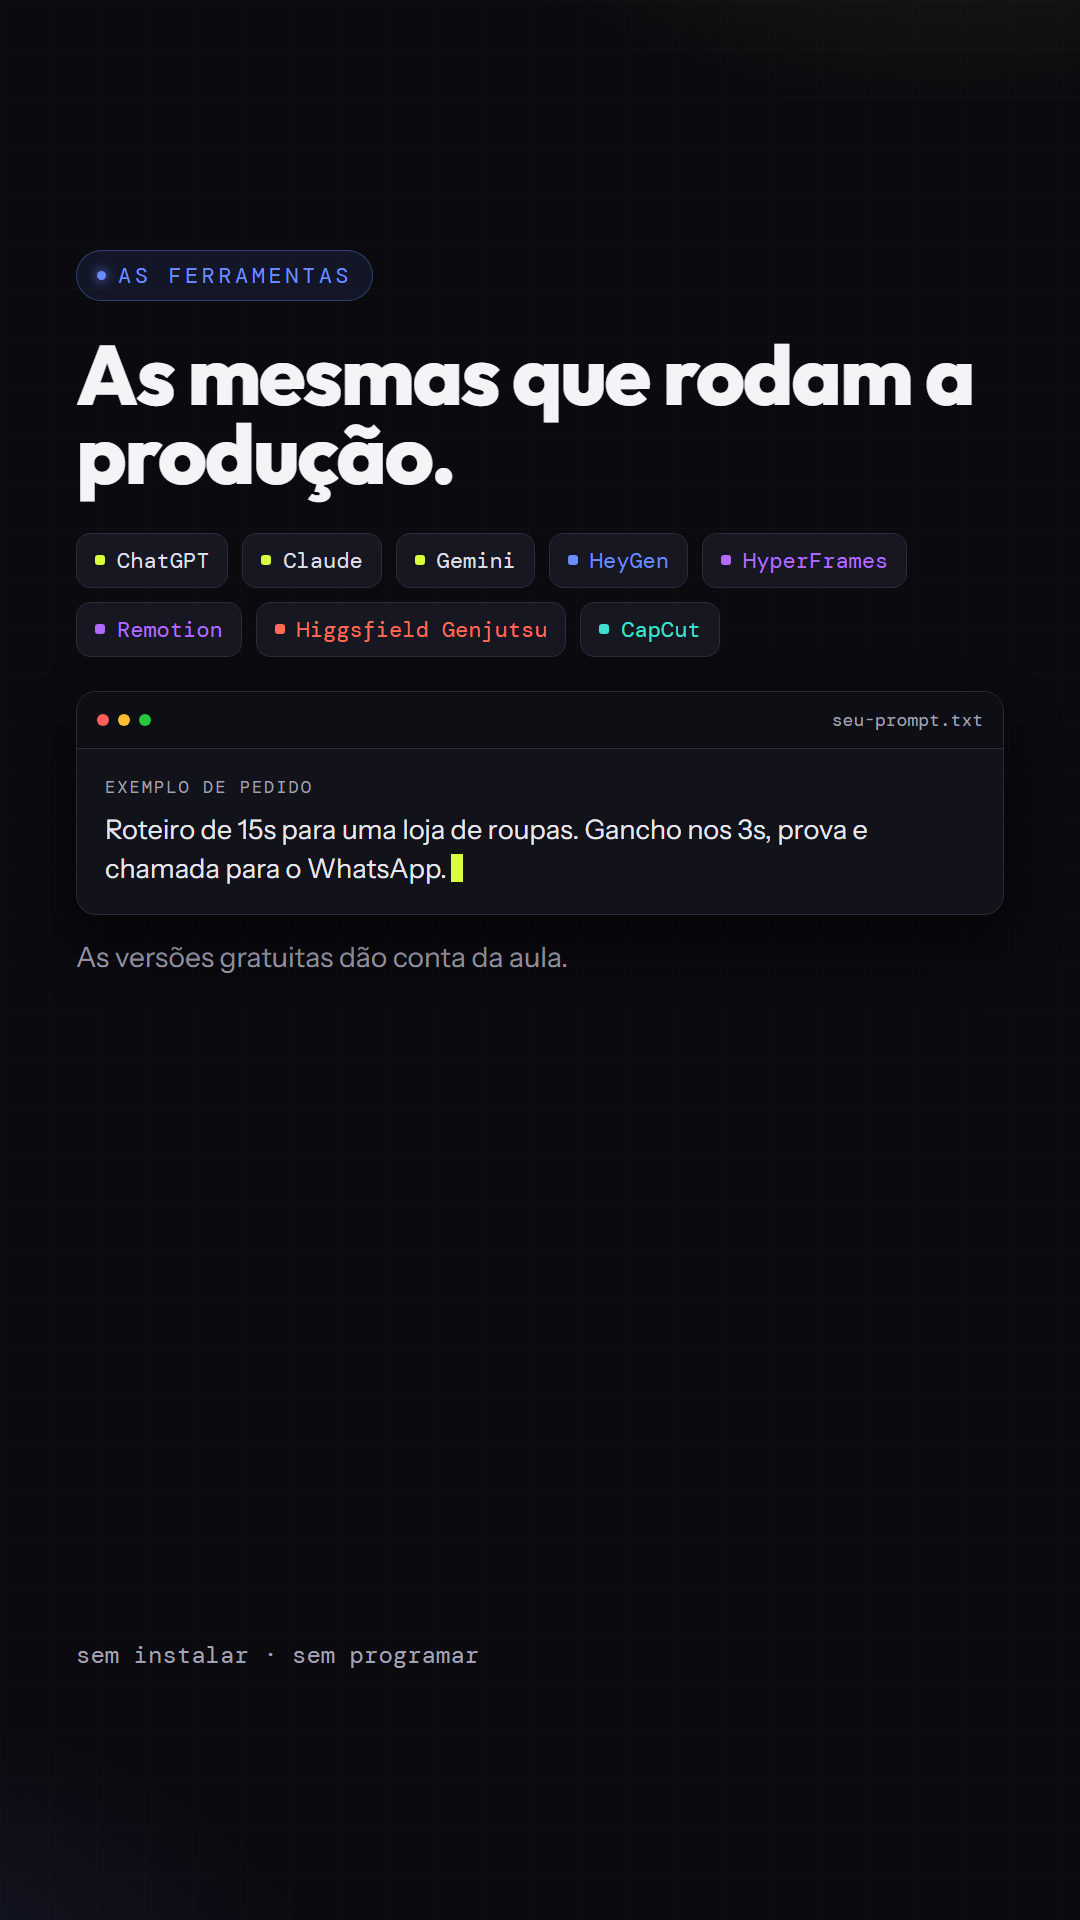 AS FERRAMENTAS
As mesmas que rodam a
produção.
ChatGPT Claude Gemini HeyGen HyperFrames
Remotion Higgsfield Genjutsu CapCut
seu-prompt.txt
EXEMPLO DE PEDIDO
Roteiro de 15s para uma loja de roupas. Gancho nos 3s, prova e
chamada para o WhatsApp.
As versões gratuitas dão conta da aula.
sem instalar · sem programar